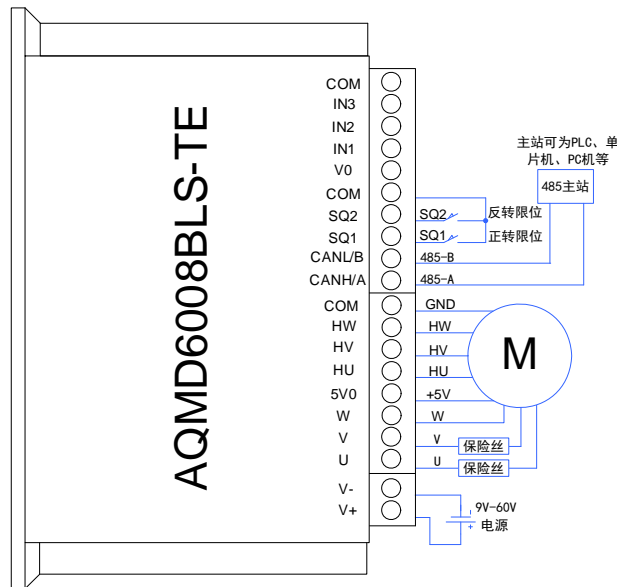 AQMD6008BLS-TE
COM
IN3
IN2
IN1
V0
COM
SQ2
SQ1
CANL/B
CANH/A
COM
HW
HV
HU
5V0
W
V
U
V-
V+
SQ2
反转限位
SQ1
正转限位
485-B
485-A
主站可为PLC、单
片机、PC机等
485主站
GND
HW
HV
HU
+5V
W
V
保险丝
U
保险丝
M
9V-60V
电源
+